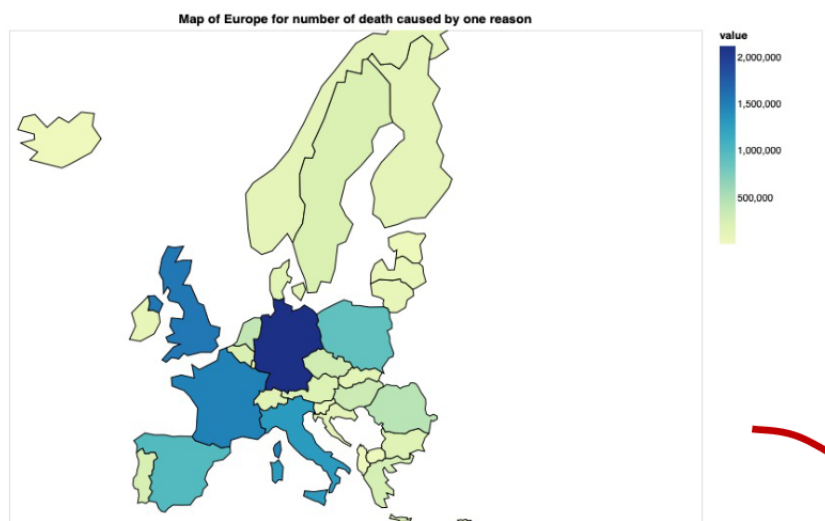 Map of Europe for number of death caused by one reason
value
2,000,000
1,500,000
1,000,000
500,000